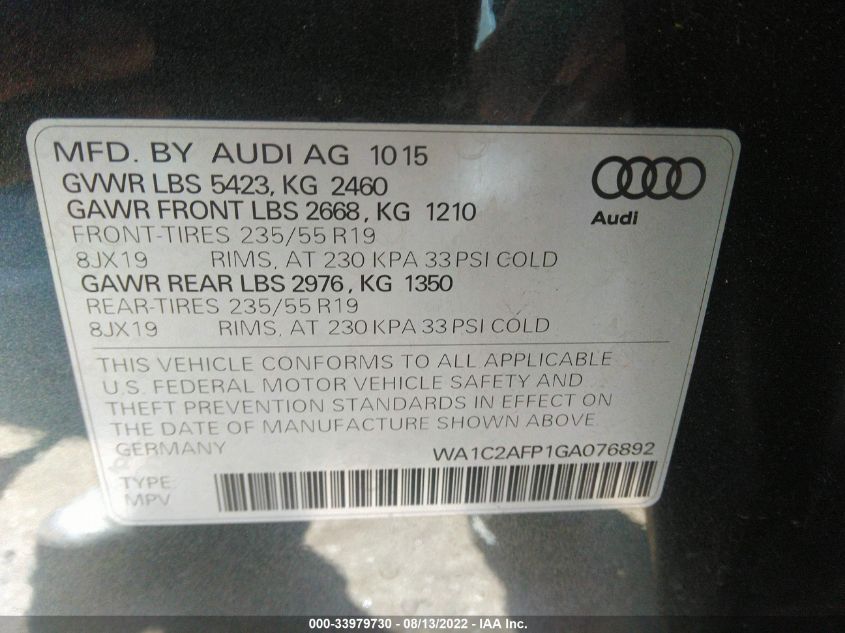 MFD. BY AUDI AG 10 15
GVWR LBS 5423, KG 2460
GAWR FRONT LBS 2668, KG 1210
FRONT-TIRES 235/55 R19
8JX19 RIMS, AT 230 KPA 33 PSI COLD
GAWR REAR LBS 2976, KG 1350
REAR-TIRES 235/55 R19
8JX19 RIMS, AT 230 KPA 33 PSI COLD
Audi
THIS VEHICLE CONFORMS TO ALL APPLICABLE
U.S. FEDERAL MOTOR VEHICLE SAFETY AND
THEFT PREVENTION STANDARDS IN EFFECT ON
THE DATE OF MANUFACTURE SHOWN ABOVE.
GERMANY WA1C2AFP1GA076892
TYPE
MPV
000-33979730 - 08/13/2022 - IAA Inc.